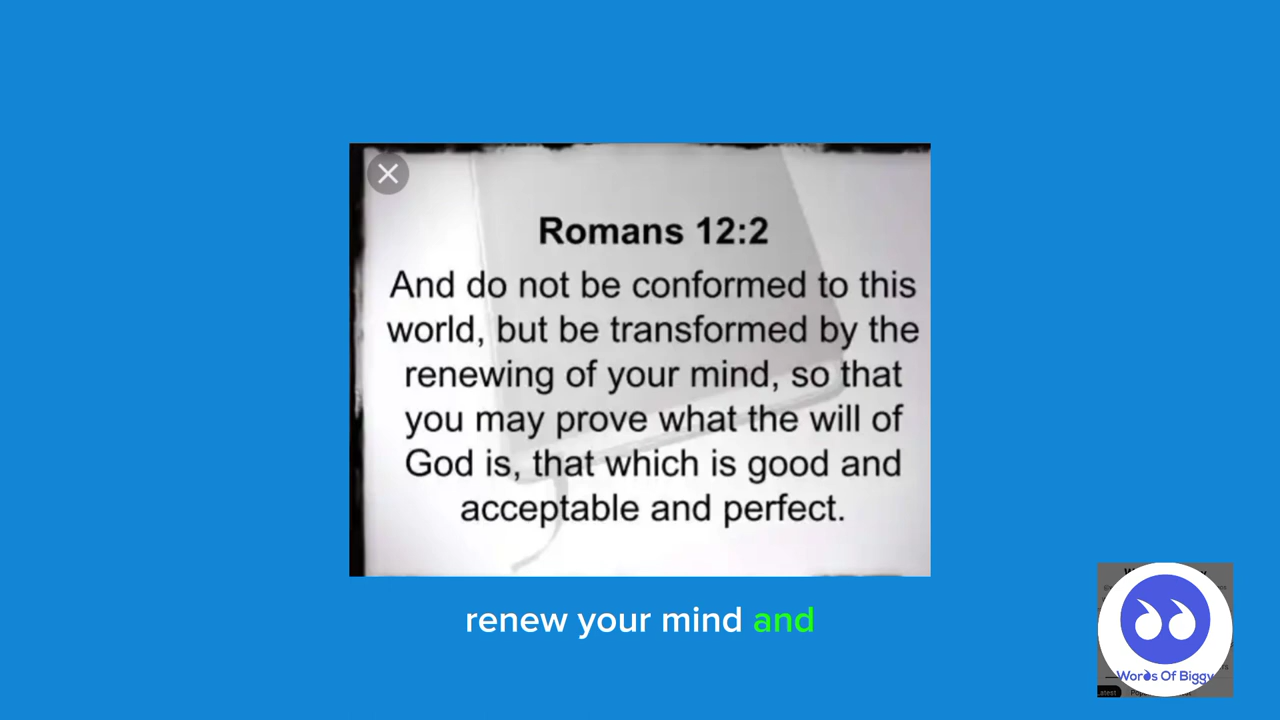 Romans 12:2
And do not be conformed to this
world, but be transformed by the
renewing of your mind, so that
you may prove what the will of
God is, that which is good and
acceptable and perfect.
renew your mind and
Words Of Biggy